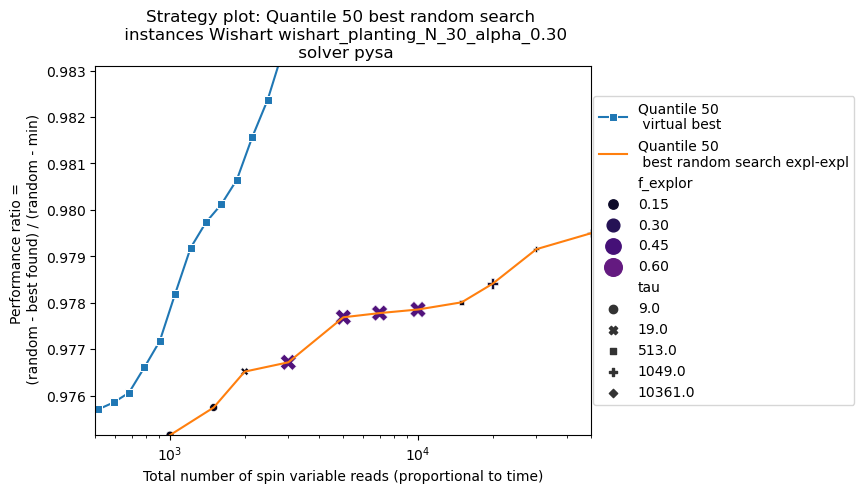 Strategy plot: Quantile 50 best random search
instances Wishart wishart_planting_N_30_alpha_0.30
solver pysa
Performance ratio =
(random - best found) / (random - min)
0.983
0.982
0.981
0.980
0.979
0.978
0.977
0.976
10³
10⁴
Total number of spin variable reads (proportional to time)
Quantile 50
virtual best
Quantile 50
best random search expl-expl
f_explor
0.15
0.30
0.45
0.60
tau
9.0
19.0
513.0
1049.0
10361.0